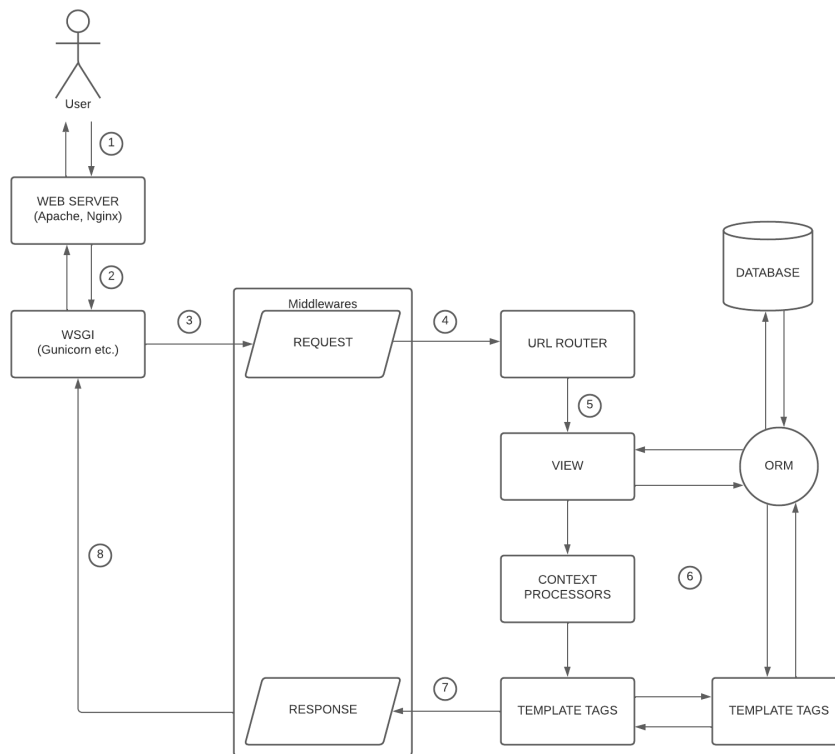 User
1
WEB SERVER
(Apache, Nginx)
2
WSGI
(Gunicorn etc.)
3
Middlewares
REQUEST
4
URL ROUTER
DATABASE
5
VIEW
ORM
8
CONTEXT
PROCESSORS
6
RESPONSE
7
TEMPLATE TAGS
TEMPLATE TAGS